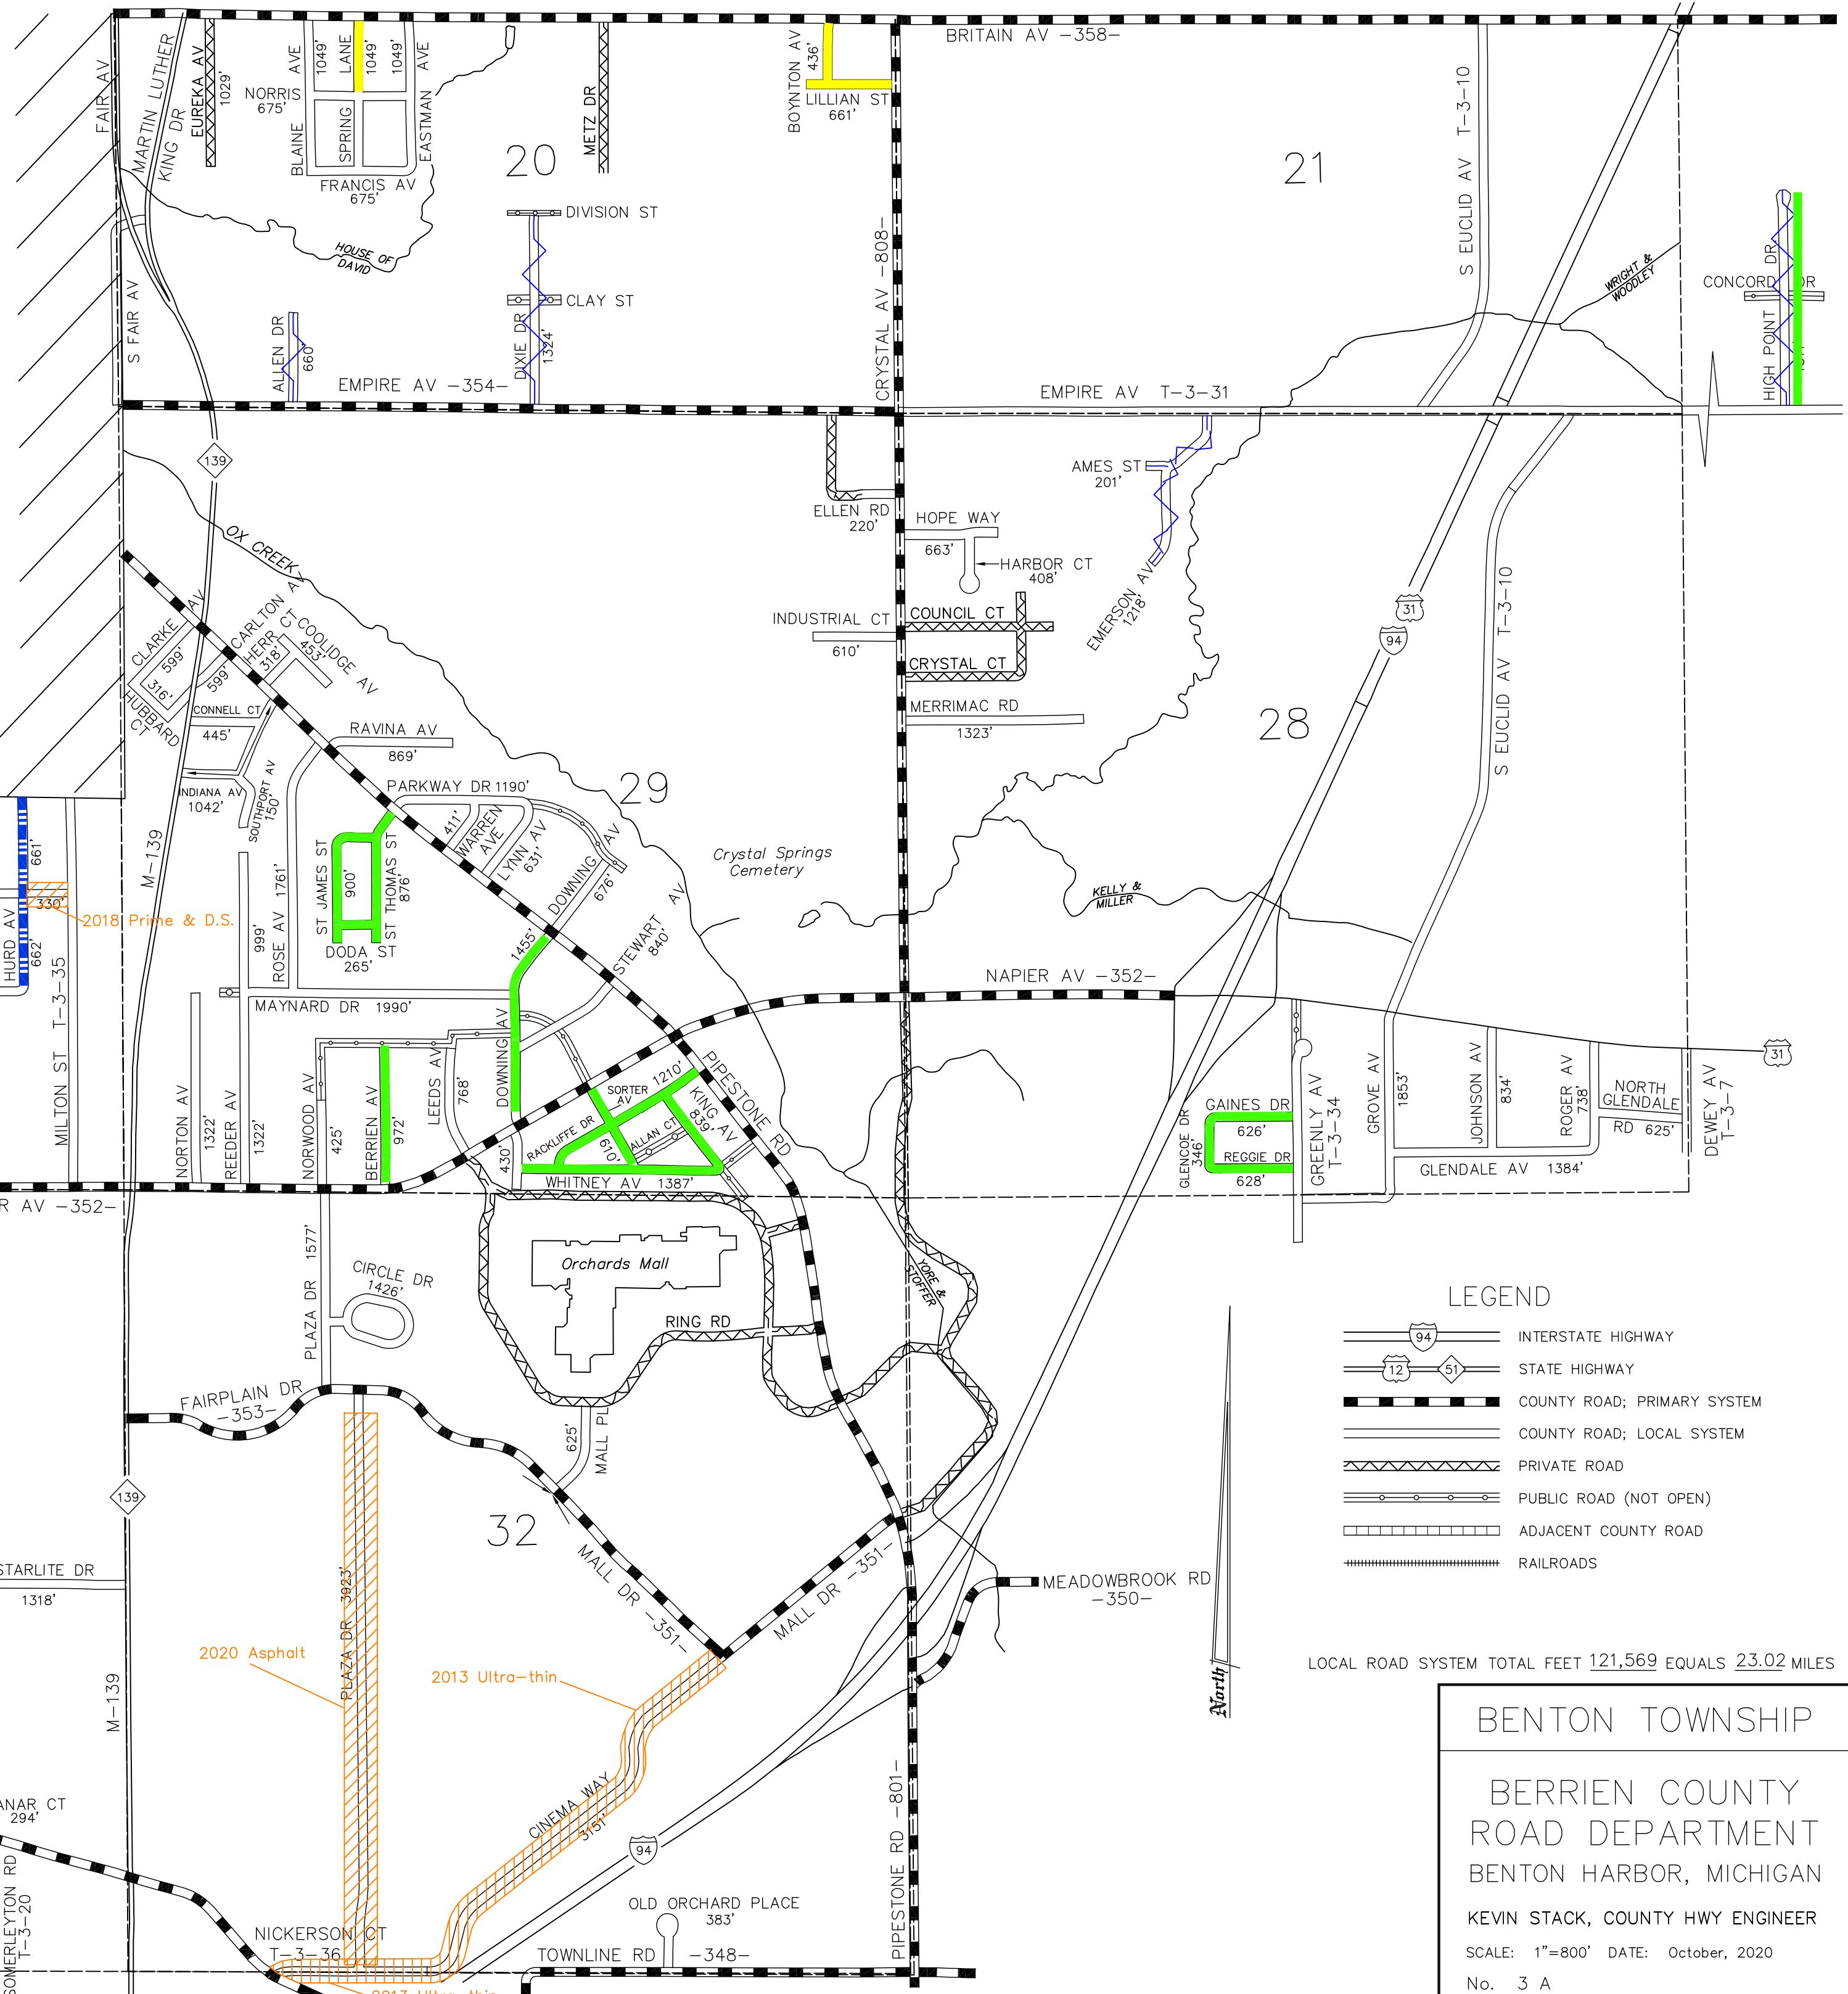 BRITAIN AV -358-
FAIR AV
MARTIN LUTHER
KING DR
EUREKA AV
1029'
BLAINE
AVE
1049'
NORRIS
675'
SPRING
LANE
1049'
1049'
EASTMAN
AVE
FRANCIS AV
675'
METZ DR
20
BOYNTON AV
436'
LILLIAN ST
661'
21
S EUCLID AV T-3-10
DIVISION ST
CLAY ST
DIXIE DR
1324'
HOUSE OF
DAVID
S FAIR AV
ALLEN DR
660'
CRYSTAL AV -808-
WRIGHT &
WOODLEY
CONCORD DR
HIGH POINT DR
EMPIRE AV -354-
EMPIRE AV T-3-31
139
AMES ST
201'
ELLEN RD
220'
HOPE WAY
663'
HARBOR CT
408'
EMERSON AV
1218'
OX CREEK
INDUSTRIAL CT
610'
COUNCIL CT
CRYSTAL CT
MERRIMAC RD
1323'
28
31
94
S EUCLID AV T-3-10
CLARKE AV
599'
CARLTON A
599'
HERR CT
318'
COOLIDGE AV
453'
316'
HUBBARD
CT
CONNELL CT
445'
INDIANA AV
1042'
SOUTHPORT AV
150'
RAVINA AV
869'
29
PARKWAY DR 1190'
411'
WARREN
AVE
LYNN AV
631'
DOWNING AV
676'
M-139
ST JAMES ST
900'
ST THOMAS ST
876'
DODA ST
265'
ROSE AV 1761'
999'
661'
330'
HURD AV
662'
2018 Prime & D.S.
MILTON ST T-3-35
Crystal Springs
Cemetery
KELLY &
MILLER
1455'
STEWART AV
840'
NAPIER AV -352-
MAYNARD DR 1990'
DOWNING AV
NORTON AV
1322'
REEDER AV
1322'
NORWOOD AV
425'
BERRIEN AV
972'
LEEDS AV
768'
430'
SORTER
AV
1210'
RACKLIFFE DR
610'
ALLAN CT
KING AV
839'
PIPESTONE RD
WHITNEY AV 1387'
GAINES DR
626'
GLENCOE DR
346'
REGGIE DR
628'
GREENLY AV
T-3-34
GROVE AV
1853'
JOHNSON AV
834'
ROGER AV
738'
NORTH
GLENDALE
RD 625'
GLENDALE AV 1384'
DEWEY AV
T-3-7
31
R AV -352-
PLAZA DR 1577'
CIRCLE DR
1426'
Orchards Mall
RING RD
YORE &
STOFFER
FAIRPLAIN DR
-353-
625'
MALL PL
139
32
STARLITE DR
1318'
MALL DR -351-
MALL DR -351-
MEADOWBROOK RD
-350-
PLAZA DR 3923'
2020 Asphalt
2013 Ultra-thin
M-139
CINEMA WAY
3151'
94
PIPESTONE RD -801-
ANAR CT
294'
SOMERLEYTON RD
T-3-20
NICKERSON CT
T-3-36
2013 Ultra-thin
OLD ORCHARD PLACE
383'
TOWNLINE RD -348-
North
LEGEND
94 INTERSTATE HIGHWAY
12 51 STATE HIGHWAY
COUNTY ROAD; PRIMARY SYSTEM
COUNTY ROAD; LOCAL SYSTEM
PRIVATE ROAD
PUBLIC ROAD (NOT OPEN)
ADJACENT COUNTY ROAD
RAILROADS
LOCAL ROAD SYSTEM TOTAL FEET 121,569 EQUALS 23.02 MILES
BENTON TOWNSHIP
BERRIEN COUNTY
ROAD DEPARTMENT
BENTON HARBOR, MICHIGAN
KEVIN STACK, COUNTY HWY ENGINEER
SCALE: 1"=800' DATE: October, 2020
No. 3 A